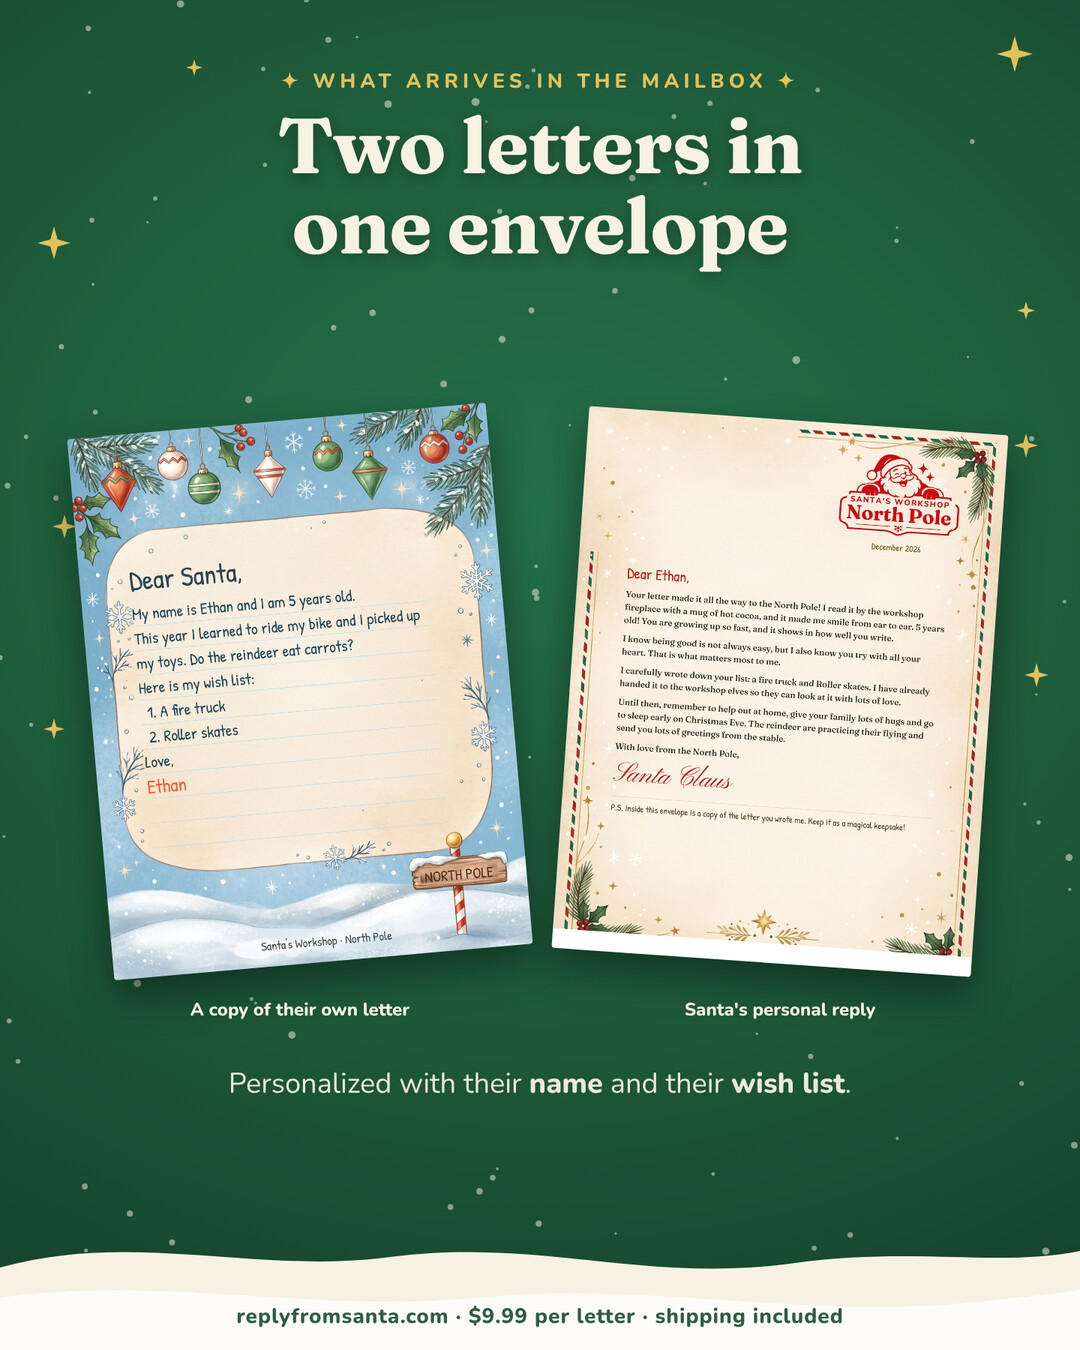 WHAT ARRIVES IN THE MAILBOX
Two letters in
one envelope
Dear Santa,
My name is Ethan and I am 5 years old.
This year I learned to ride my bike and I picked up
my toys. Do the reindeer eat carrots?
Here is my wish list:
1. A fire truck
2. Roller skates
Love,
Ethan
NORTH POLE
Santa's Workshop · North Pole
SANTA'S WORKSHOP
North Pole
December 2026
Dear Ethan,
Your letter made it all the way to the North Pole! I read it by the workshop
fireplace with a mug of hot cocoa, and it made me smile from ear to ear. 5 years
old! You are growing up so fast, and it shows in how well you write.
I know being good is not always easy, but I also know you try with all your
heart. That is what matters most to me.
I carefully wrote down your list: a fire truck and Roller skates. I have already
handed it to the workshop elves so they can look at it with lots of love.
Until then, remember to help out at home, give your family lots of hugs and go
to sleep early on Christmas Eve. The reindeer are practicing their flying and
send you lots of greetings from the stable.
With love from the North Pole,
Santa Claus
P.S. Inside this envelope is a copy of the letter you wrote me. Keep it as a magical keepsake!
A copy of their own letter
Santa's personal reply
Personalized with their name and their wish list.
replyfromsanta.com · $9.99 per letter · shipping included